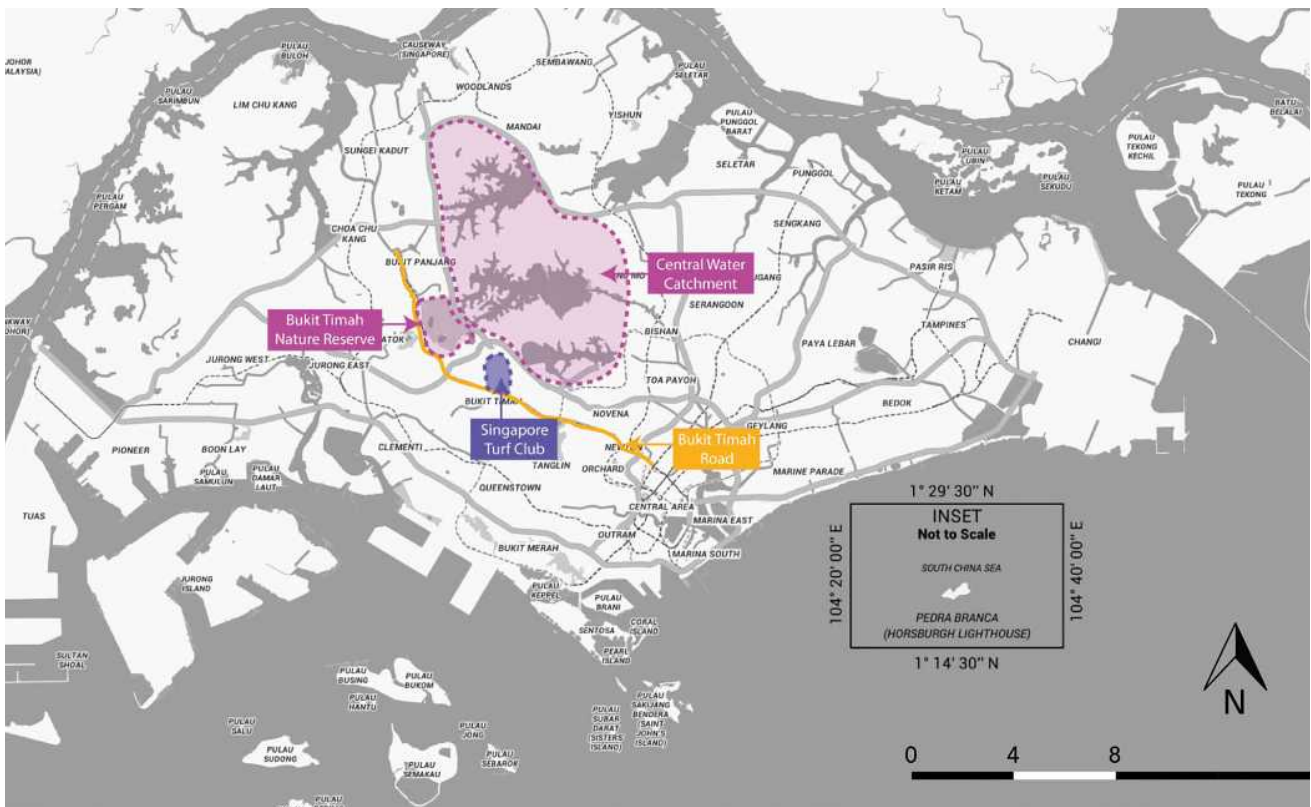 JOHOR
ALAYSIA)
PULAU
SARIMBUN
PULAU
BULOH
CAUSEWAY
(SINGAPORE)
LIM CHU KANG
WOODLANDS
SEMBAWANG
PULAU
SELETAR
YISHUN
MANDAI
SUNGEI KADUT
PULAU
PUNGGOL
BARAT
SELETAR
PUNGGOL
PULAU
UBIN
PULAU
KETAM
PULAU
SEKUDU
PULAU
TEKONG
KECHIL
BATU
BELALAI
PULAU
TEKONG
PULAU
PERGAM
CHOA CHU
KANG
BUKIT PANJANG
SENGKANG
PASIR RIS
Central Water
Catchment
NG MO
UGANG
SERANGOON
Bukit Timah
Nature Reserve
ATOK
BISHAN
TAMPINES
CHANGI
PAYA LEBAR
NKWAY
JOHOR)
JURONG WEST
JURONG EAST
TOA PAYOH
BUKIT TIMAH
NOVENA
BEDOK
GEYLANG
Singapore
Turf Club
Bukit Timah
Road
PIONEER
BOON LAY
CLEMENTI
TANGLIN
ORCHARD
MARINE PARADE
PULAU
SAMULUN
PULAU
DAMAR
LAUT
QUEENSTOWN
CENTRAL AREA
MARINA EAST
TUAS
OUTRAM
BUKIT MERAH
MARINA SOUTH
JURONG
ISLAND
PULAU
KEPPEL
PULAU
BRANI
SENTOSA
CORAL
ISLAND
PEARL
ISLAND
SULTAN
SHOAL
PULAU
BUSING
PULAU
BUKOM
PULAU
HANTU
PULAU
SALU
PULAU
SUDONG
PULAU
JONG
PULAU
SEMAKAU
PULAU
SEBAROK
PULAU
SUBAR
DARAT
(SISTERS
ISLAND)
PULAU
SAKIJANG
BENDERA
(SAINT
JOHN'S
ISLAND)
1° 29' 30" N
104° 20' 00" E
INSET
Not to Scale
SOUTH CHINA SEA
PEDRA BRANCA
(HORSBURGH LIGHTHOUSE)
104° 40' 00" E
1° 14' 30" N
N
0 4 8